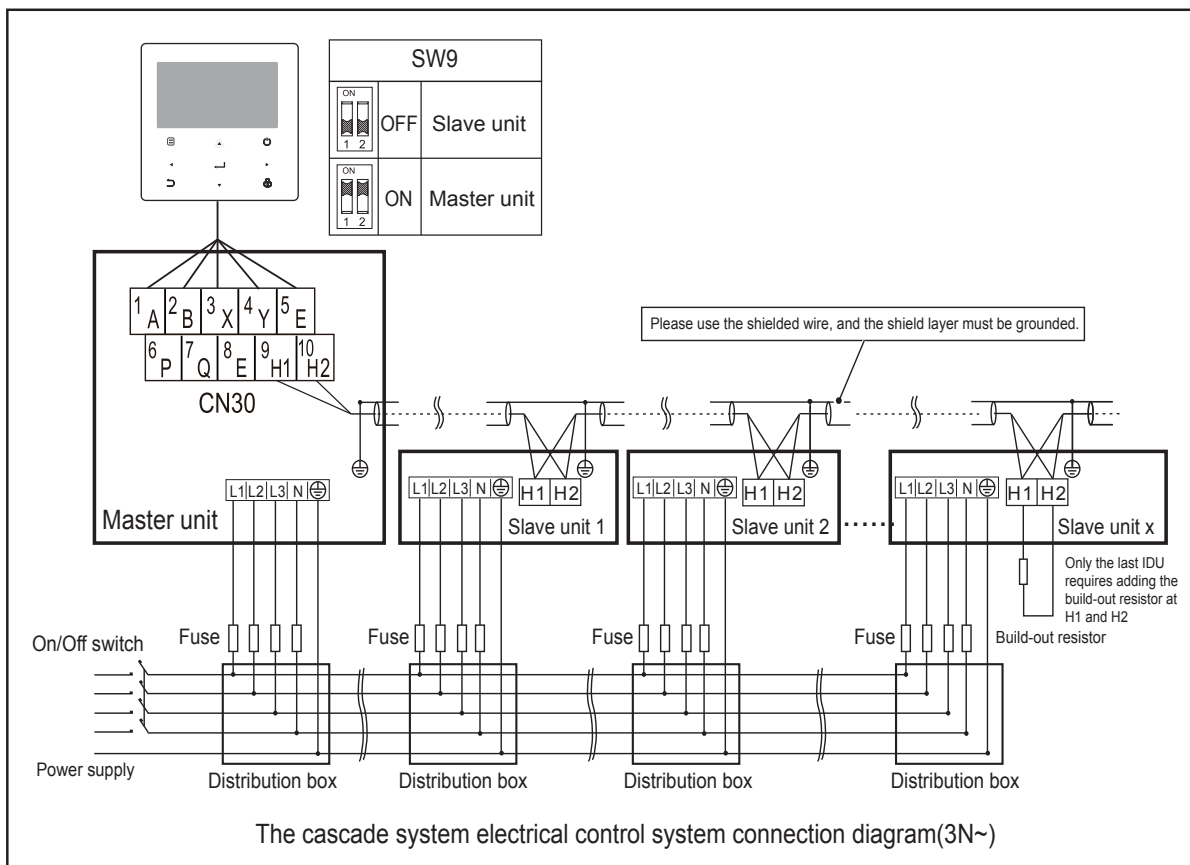 SW9
ON
1 2
OFF
Slave unit
ON
1 2
ON
Master unit
1 A 2 B 3 X 4 Y 5 E
6 P 7 Q 8 E 9 H1 10 H2
CN30
Please use the shielded wire, and the shield layer must be grounded.
L1 L2 L3 N
Master unit
L1 L2 L3 N
H1 H2
Slave unit 1
L1 L2 L3 N
H1 H2
Slave unit 2
L1 L2 L3 N
H1 H2
Slave unit x
Only the last IDU
requires adding the
build-out resistor at
H1 and H2
Build-out resistor
On/Off switch
Fuse
Fuse
Fuse
Fuse
Power supply
Distribution box
Distribution box
Distribution box
Distribution box
The cascade system electrical control system connection diagram(3N~)